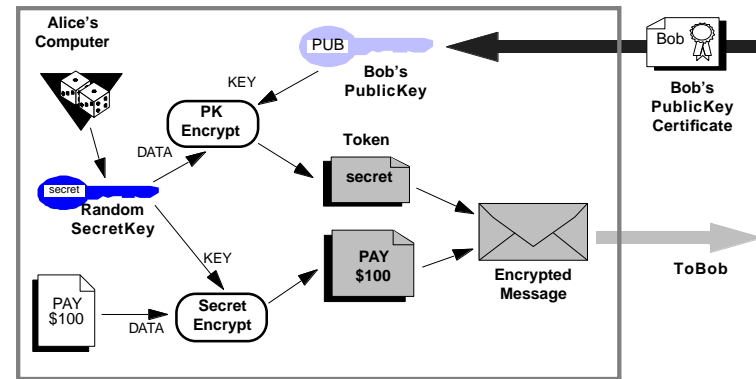 Alice's
Computer
PUB
Bob
KEY
Bob's
PublicKey
Bob's
PublicKey
Certificate
PK
Encrypt
Token
DATA
secret
secret
Random
SecretKey
KEY
PAY
$100
Encrypted
Message
ToBob
PAY
$100
DATA
Secret
Encrypt